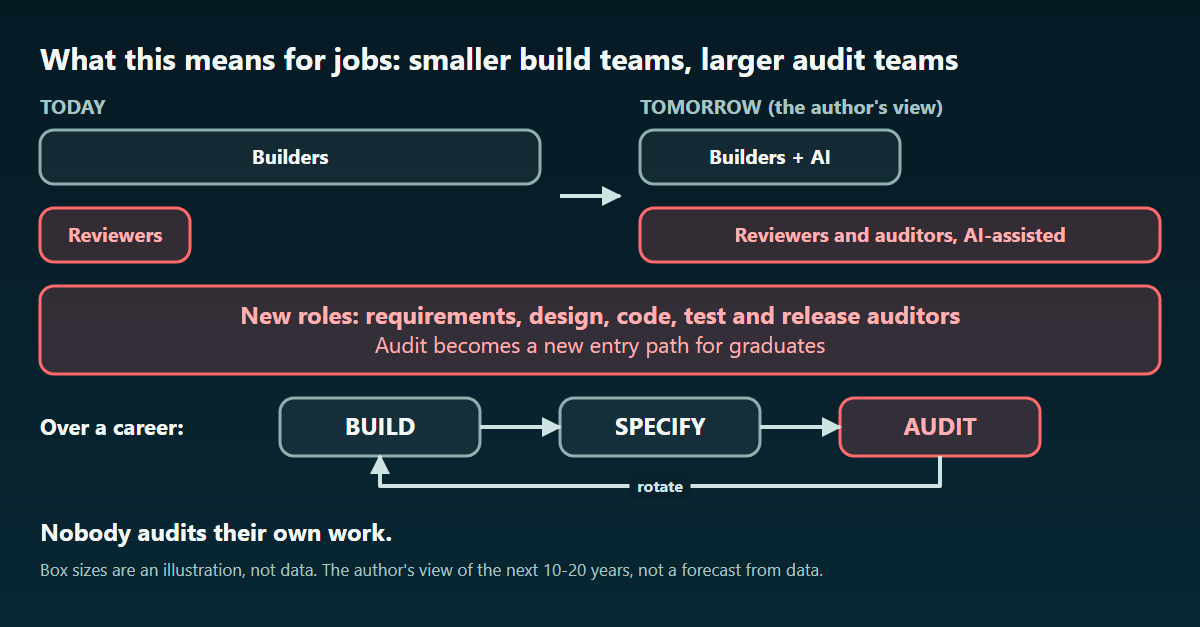 What this means for jobs: smaller build teams, larger audit teams
TODAY
TOMORROW (the author's view)
Builders
Builders + AI
Reviewers
Reviewers and auditors, AI-assisted
New roles: requirements, design, code, test and release auditors
Audit becomes a new entry path for graduates
Over a career:
BUILD
SPECIFY
AUDIT
rotate
Nobody audits their own work.
Box sizes are an illustration, not data. The author's view of the next 10-20 years, not a forecast from data.